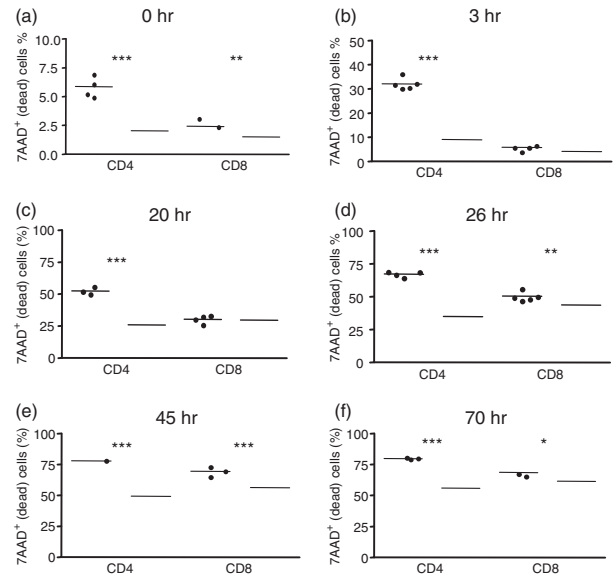 (a) 0 hr
7AAD+ (dead) cells %
10.0
7.5
5.0
2.5
0.0
*** **
CD4 CD8
(b) 3 hr
7AAD+ (dead) cells %
50
40
30
20
10
0
***
CD4 CD8
(c) 20 hr
7AAD+ (dead) cells (%)
100
75
50
25
0
***
CD4 CD8
(d) 26 hr
7AAD+ (dead) cells %
100
75
50
25
0
*** **
CD4 CD8
(e) 45 hr
7AAD+ (dead) cells (%)
100
75
50
25
0
*** ***
CD4 CD8
(f) 70 hr
7AAD+ (dead) cells (%)
100
75
50
25
0
*** *
CD4 CD8